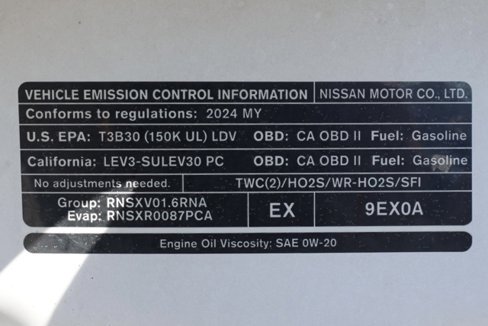 VEHICLE EMISSION CONTROL INFORMATION NISSAN MOTOR CO., LTD.
Conforms to regulations: 2024 MY
U.S. EPA: T3B30 (150K UL) LDV OBD: CA OBD II Fuel: Gasoline
California: LEV3-SULEV30 PC OBD: CA OBD II Fuel: Gasoline
No adjustments needed. TWC(2)/HO2S/WR-HO2S/SFI
Group: RNSXV01.6RNA
Evap: RNSXR0087PCA
EX 9EX0A
Engine Oil Viscosity: SAE 0W-20